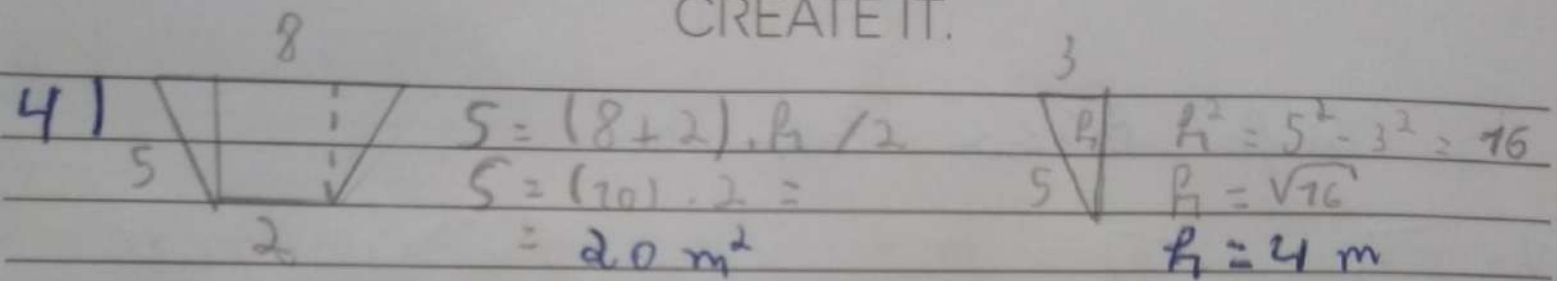 CREATE IT.
8
3
4)
S = (8+2).h /2
h² = 5² - 3² = 16
5
S = (10) . 2 =
5
h
h = √16
2
= 20 m²
h = 4 m